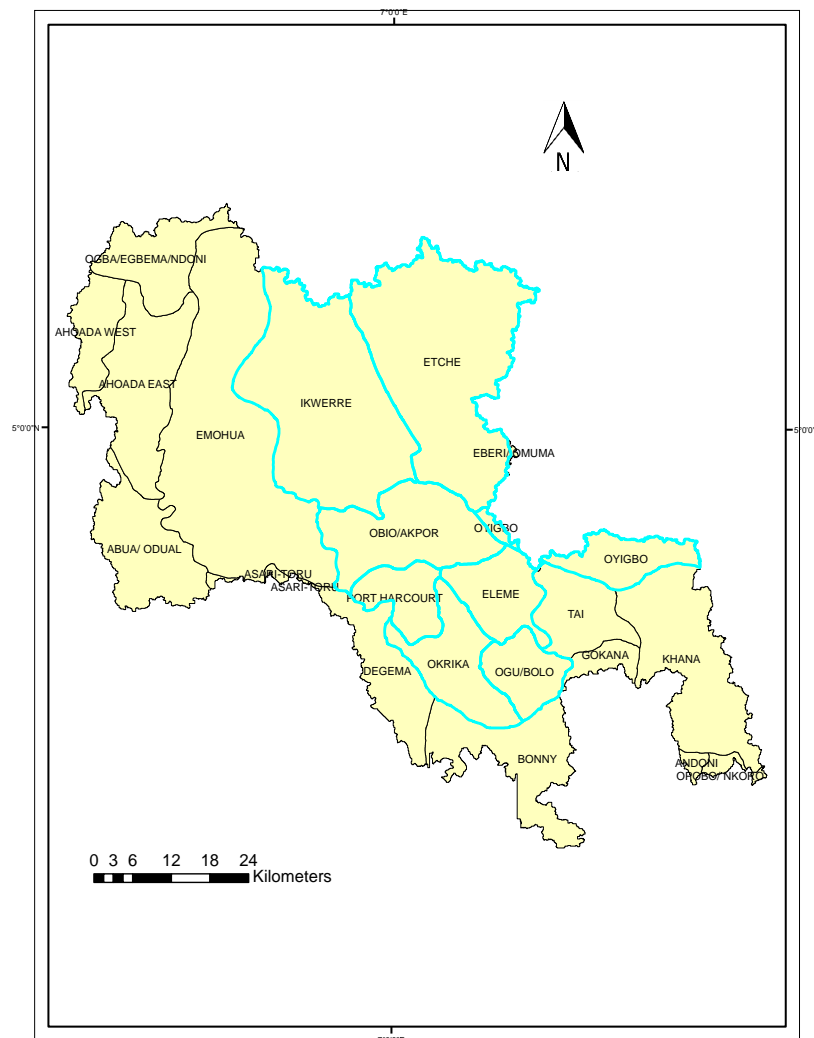 7°0'0"E
N
OGBA/EGBEMA/NDONI
AHOADA WEST
ETCHE
AHOADA EAST
IKWERRE
5°0'0"N
5°0'0"
EMOHUA
EBERI/OMUMA
OYIGBO
OBIO/AKPOR
ABUA/ ODUAL
OYIGBO
ASARI-TORU
ASARI-TORU
ELEME
PORT HARCOURT
TAI
GOKANA
KHANA
OKRIKA
DEGEMA
OGU/BOLO
BONNY
ANDONI
OPOBO/ NKORO
0 3 6 12 18 24
Kilometers